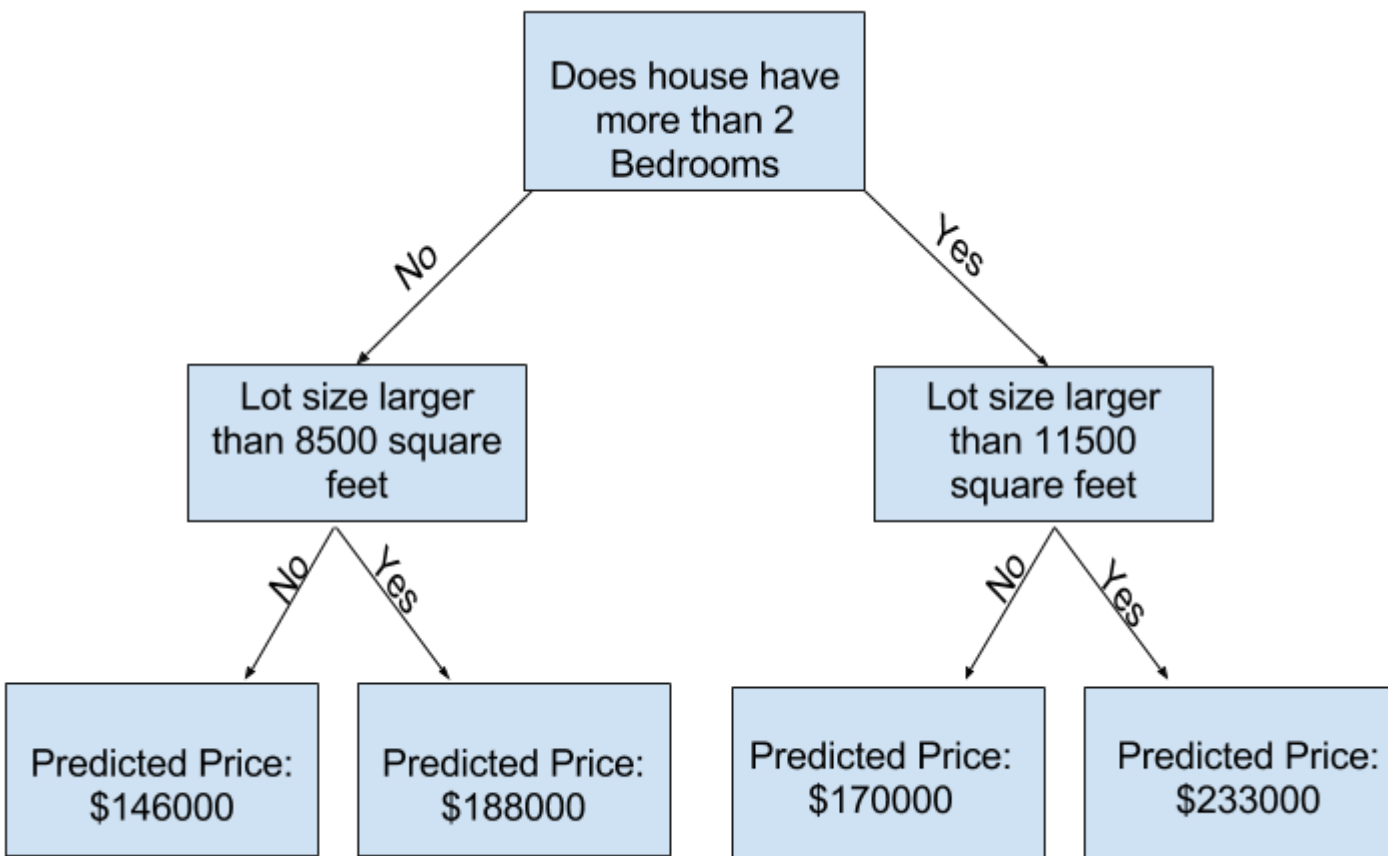 Does house have
more than 2
Bedrooms
No
Yes
Lot size larger
than 8500 square
feet
Lot size larger
than 11500
square feet
No
Yes
No
Yes
Predicted Price:
$146000
Predicted Price:
$188000
Predicted Price:
$170000
Predicted Price:
$233000